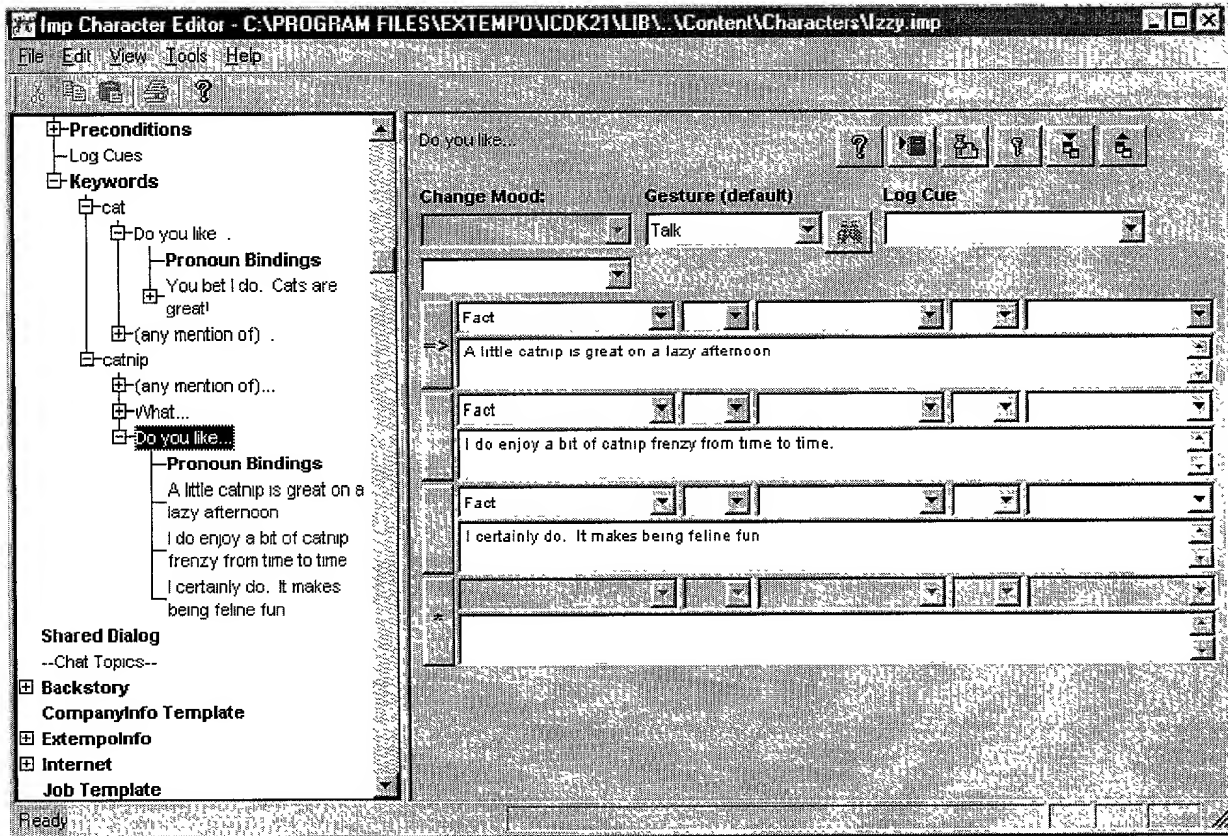 Imp Character Editor - C:\PROGRAM FILES\EXTEMPO\ICDK21\LIB\...\Content\Characters\Izzy.imp
File Edit View Tools Help
Preconditions
Log Cues
Keywords
cat
Do you like .
Pronoun Bindings
You bet I do. Cats are
great!
(any mention of) .
catnip
(any mention of)...
What...
Do you like...
Pronoun Bindings
A little catnip is great on a
lazy afternoon
I do enjoy a bit of catnip
frenzy from time to time
I certainly do. It makes
being feline fun
Shared Dialog
--Chat Topics--
Backstory
CompanyInfo Template
ExtempoInfo
Internet
Job Template
Do you like...
Change Mood: Gesture (default) Log Cue
Talk
Fact
=> A little catnip is great on a lazy afternoon
Fact
I do enjoy a bit of catnip frenzy from time to time.
Fact
I certainly do. It makes being feline fun
*
Ready